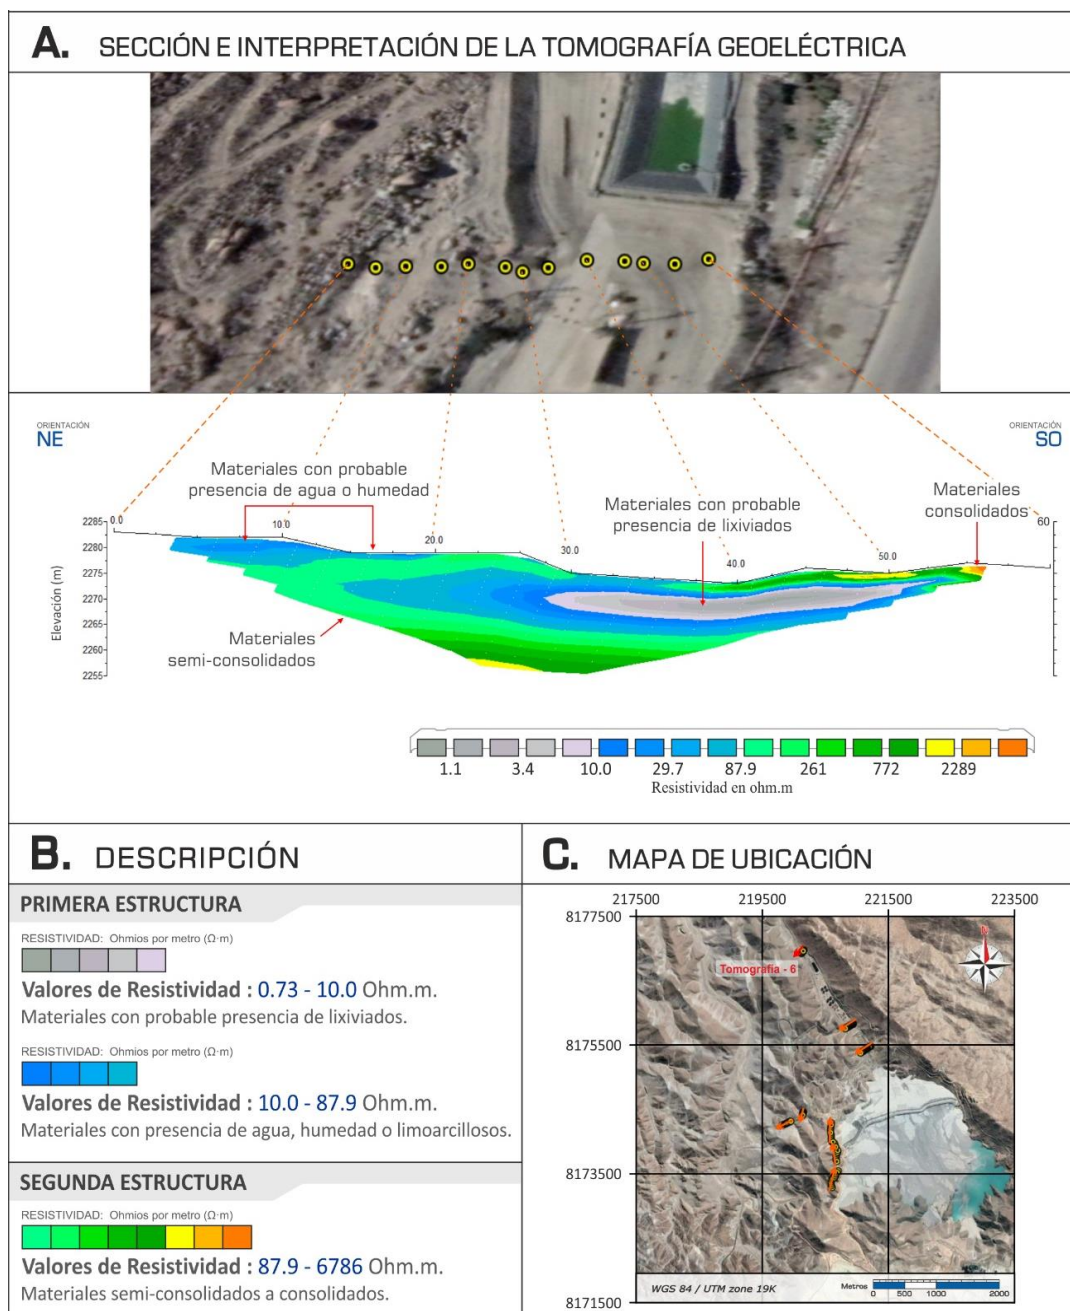 A. SECCIÓN E INTERPRETACIÓN DE LA TOMOGRAFÍA GEOELÉCTRICA
ORIENTACIÓN
NE
ORIENTACIÓN
SO
Materiales con probable
presencia de agua o humedad
Materiales con probable
presencia de lixiviados
Materiales
consolidados
Materiales
semi-consolidados
Elevación (m)
2285
2280
2275
2270
2265
2260
2255
0.0 10.0 20.0 30.0 40.0 50.0 60
1.1 3.4 10.0 29.7 87.9 261 772 2289
Resistividad en ohm.m
B. DESCRIPCIÓN
PRIMERA ESTRUCTURA
RESISTIVIDAD: Ohmios por metro (Ω·m)
Valores de Resistividad : 0.73 - 10.0 Ohm.m.
Materiales con probable presencia de lixiviados.
RESISTIVIDAD: Ohmios por metro (Ω·m)
Valores de Resistividad : 10.0 - 87.9 Ohm.m.
Materiales con presencia de agua, humedad o limoarcillosos.
SEGUNDA ESTRUCTURA
RESISTIVIDAD: Ohmios por metro (Ω·m)
Valores de Resistividad : 87.9 - 6786 Ohm.m.
Materiales semi-consolidados a consolidados.
C. MAPA DE UBICACIÓN
217500 219500 221500 223500
8177500
8175500
8173500
8171500
N
Tomografía - 6
WGS 84 / UTM zone 19K
Metros
0 500 1000 2000